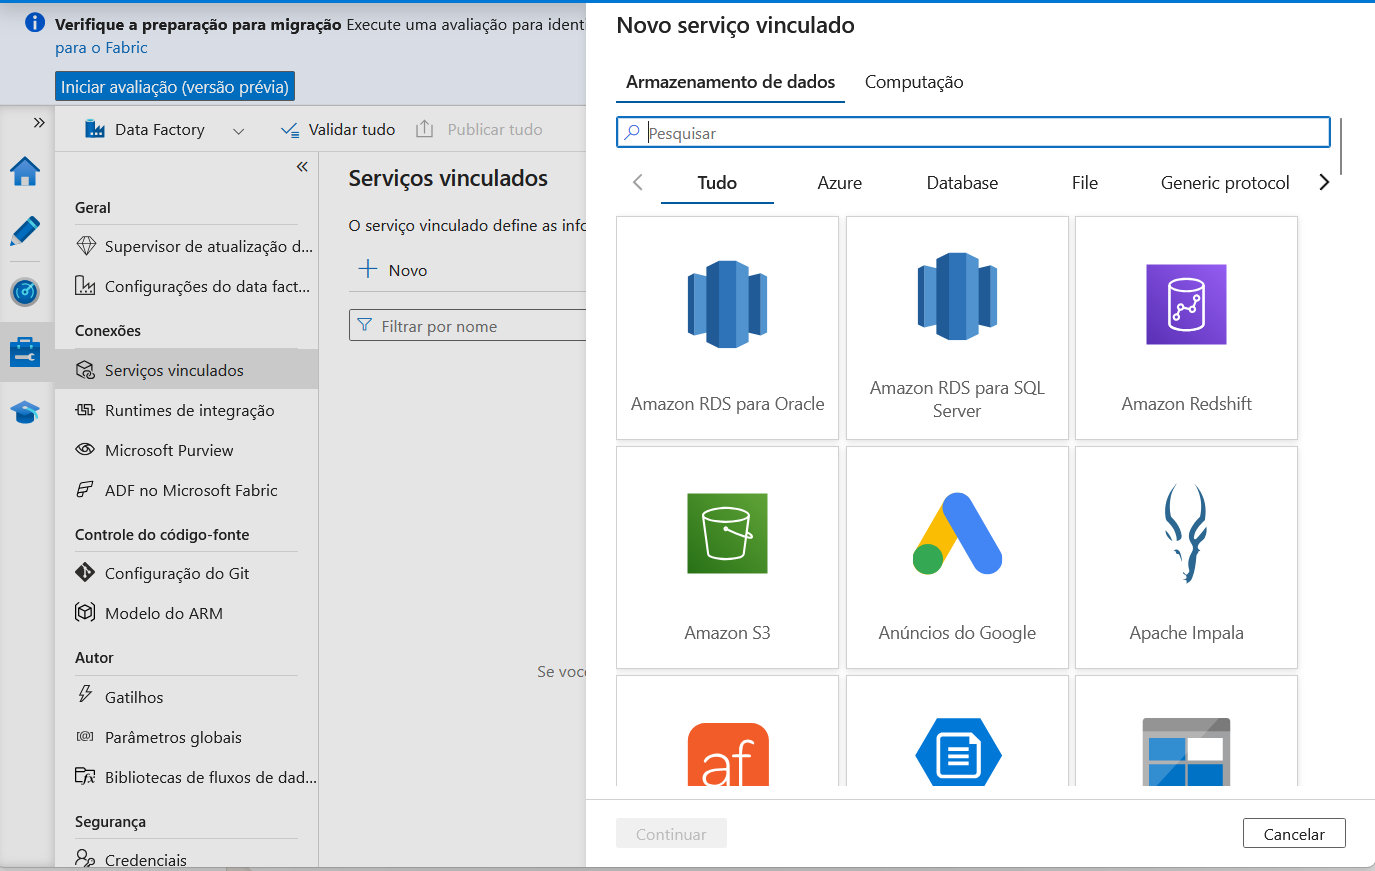 Verifique a preparação para migração Execute uma avaliação para ident
para o Fabric
Iniciar avaliação (versão prévia)
Data Factory
Validar tudo
Publicar tudo
Geral
Supervisor de atualização d...
Configurações do data fact...
Conexões
Serviços vinculados
Runtimes de integração
Microsoft Purview
ADF no Microsoft Fabric
Controle do código-fonte
Configuração do Git
Modelo do ARM
Autor
Gatilhos
Parâmetros globais
Bibliotecas de fluxos de dad...
Segurança
Credenciais
Serviços vinculados
O serviço vinculado define as info
Novo
Filtrar por nome
Se você
Novo serviço vinculado
Armazenamento de dados
Computação
Pesquisar
Tudo
Azure
Database
File
Generic protocol
Amazon RDS para Oracle
Amazon RDS para SQL
Server
Amazon Redshift
Amazon S3
Anúncios do Google
Apache Impala
af
Continuar
Cancelar